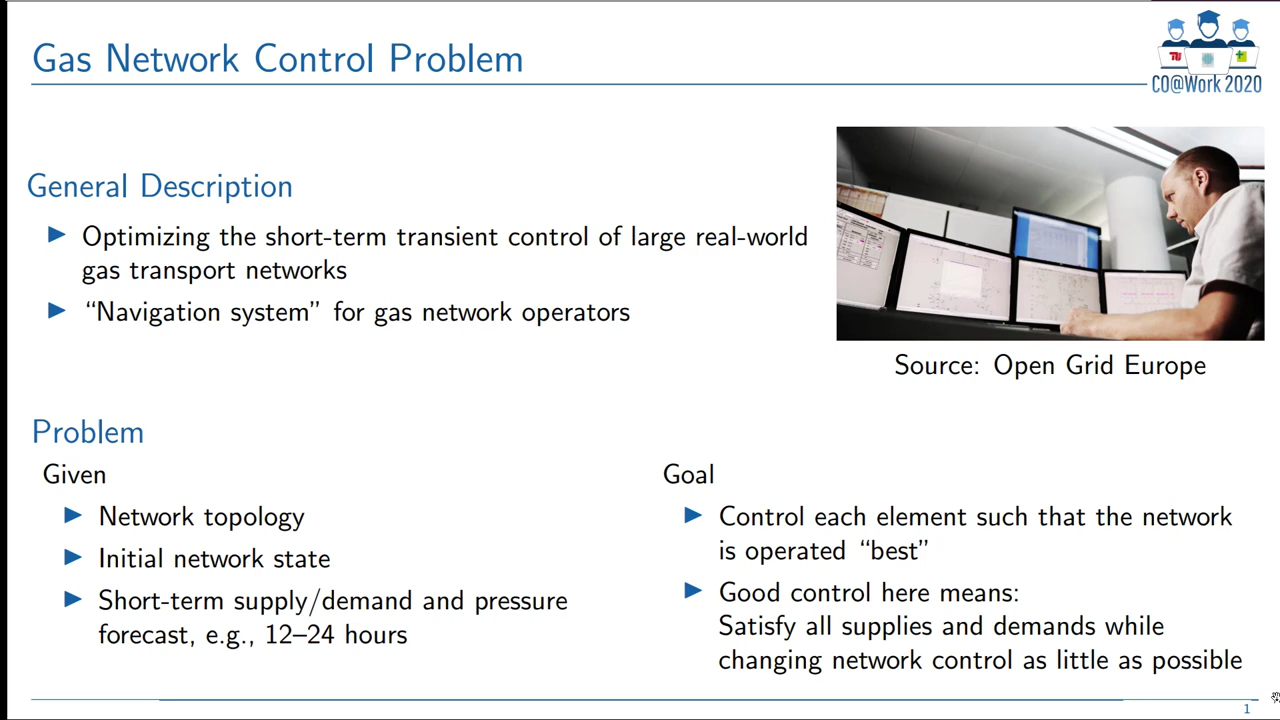 Gas Network Control Problem
CO@Work 2020
General Description
Optimizing the short-term transient control of large real-world
gas transport networks
“Navigation system” for gas network operators
Source: Open Grid Europe
Problem
Given
Network topology
Initial network state
Short-term supply/demand and pressure
forecast, e.g., 12–24 hours
Goal
Control each element such that the network
is operated “best”
Good control here means:
Satisfy all supplies and demands while
changing network control as little as possible
1